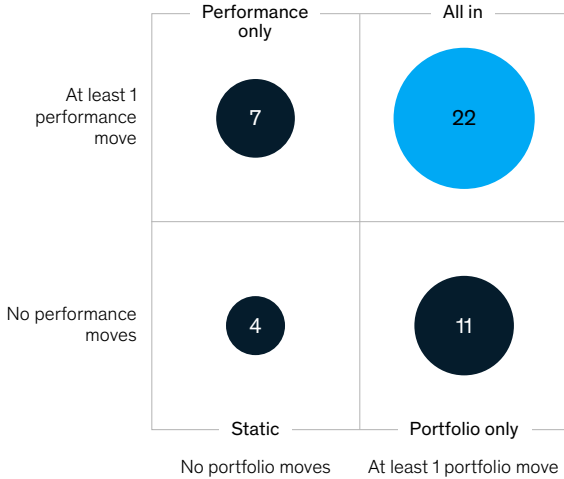 Performance
only
All in
At least 1
performance
move
7
22
No performance
moves
4
11
Static
Portfolio only
No portfolio moves
At least 1 portfolio move